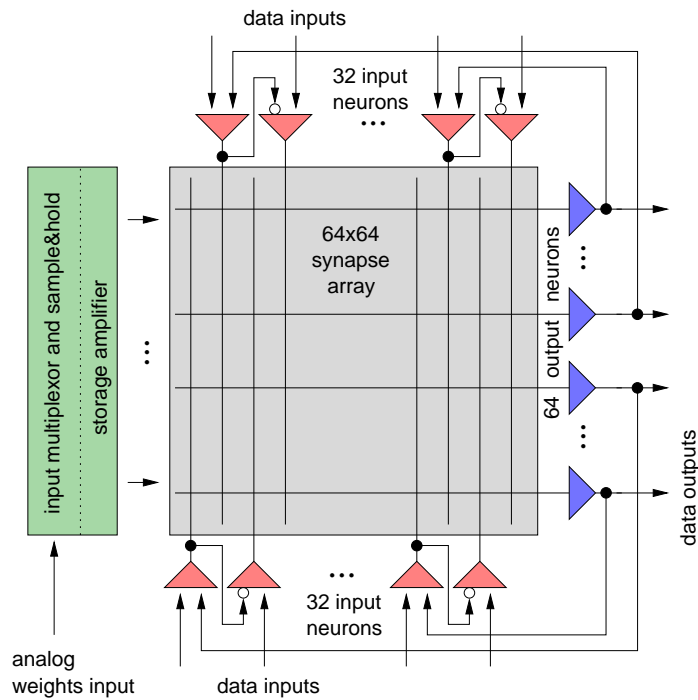 data inputs
32 input
neurons
...
input multiplexor and sample&hold
storage amplifier
...
64x64
synapse
array
64 output neurons
...
...
data outputs
...
32 input
neurons
analog
weights input
data inputs